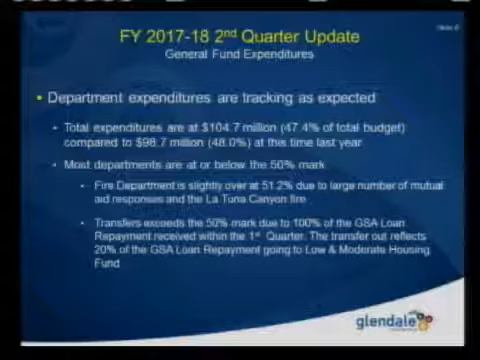 Slide 6
FY 2017-18 2nd Quarter Update
General Fund Expenditures
• Department expenditures are tracking as expected
- Total expenditures are at $104.7 million (47.4% of total budget)
compared to $98.7 million (48.0%) at this time last year
- Most departments are at or below the 50% mark
- Fire Department is slightly over at 51.2% due to large number of mutual
aid responses and the La Tuna Canyon fire
- Transfers exceeds the 50% mark due to 100% of the GSA Loan
Repayment received within the 1st Quarter. The transfer out reflects
20% of the GSA Loan Repayment going to Low & Moderate Housing
Fund
glendale